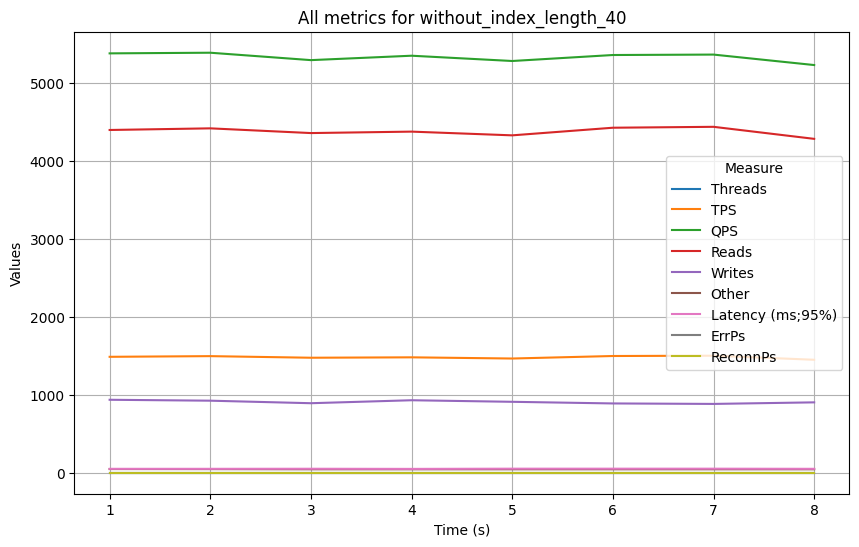 All metrics for without_index_length_40
Values
5000
4000
3000
2000
1000
0
Measure
Threads
TPS
QPS
Reads
Writes
Other
Latency (ms;95%)
ErrPs
ReconnPs
1 2 3 4 5 6 7 8
Time (s)